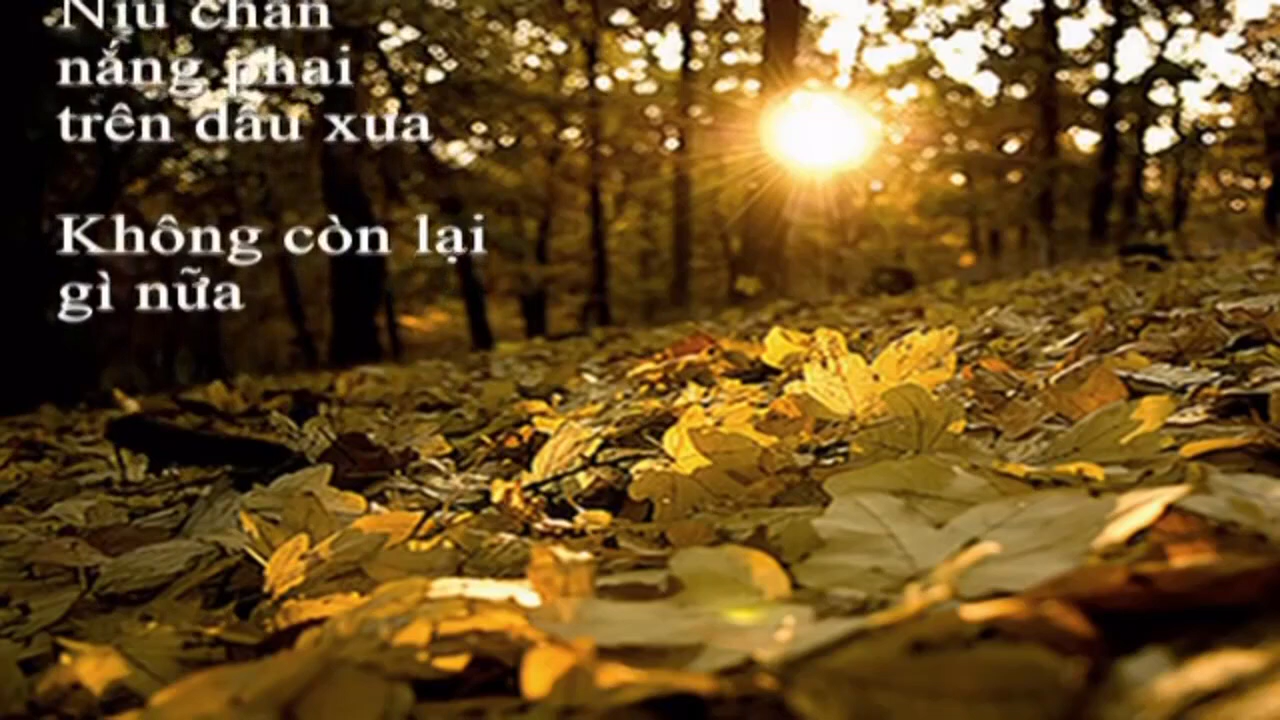 Níu chân
nắng phai
trên dấu xưa
Không còn lại
gì nữa